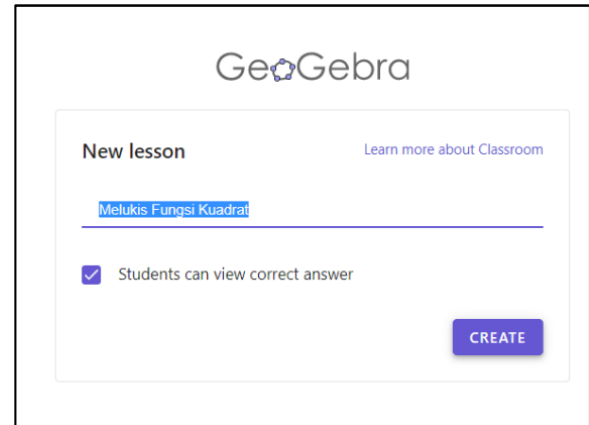 GeoGebra
New lesson
Learn more about Classroom
Melukis Fungsi Kuadrat
Students can view correct answer
CREATE